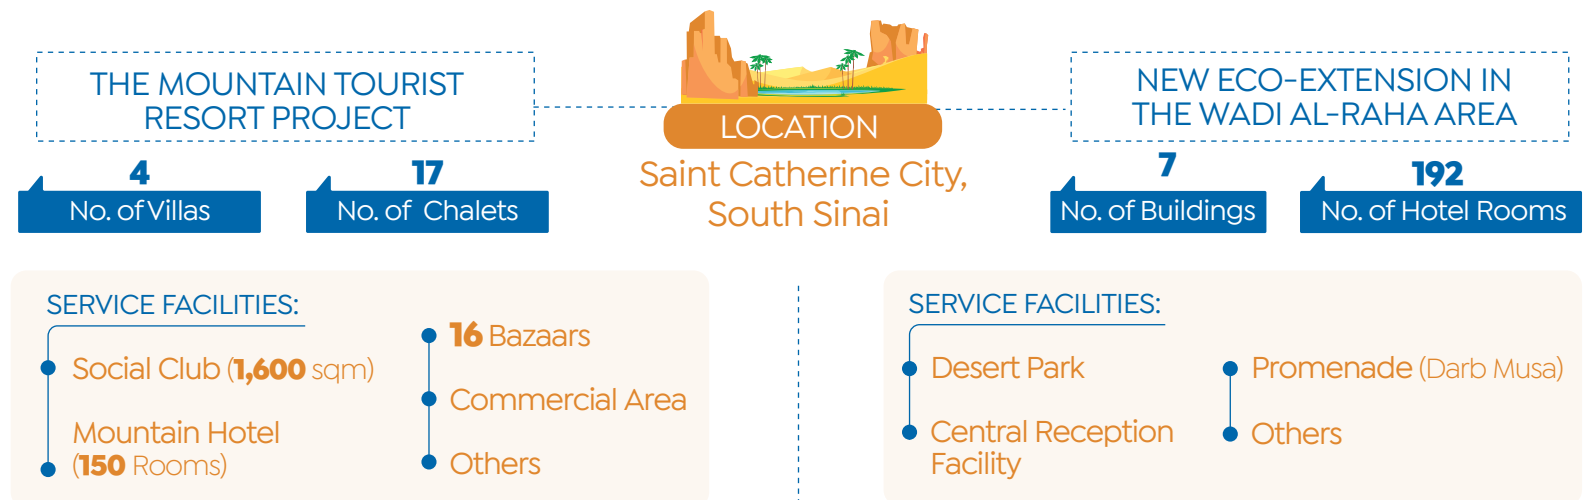 THE MOUNTAIN TOURIST
RESORT PROJECT
4
No. of Villas
17
No. of Chalets
LOCATION
Saint Catherine City,
South Sinai
NEW ECO-EXTENSION IN
THE WADI AL-RAHA AREA
7
No. of Buildings
192
No. of Hotel Rooms
SERVICE FACILITIES:
Social Club (1,600 sqm)
Mountain Hotel
(150 Rooms)
16 Bazaars
Commercial Area
Others
SERVICE FACILITIES:
Desert Park
Central Reception
Facility
Promenade (Darb Musa)
Others